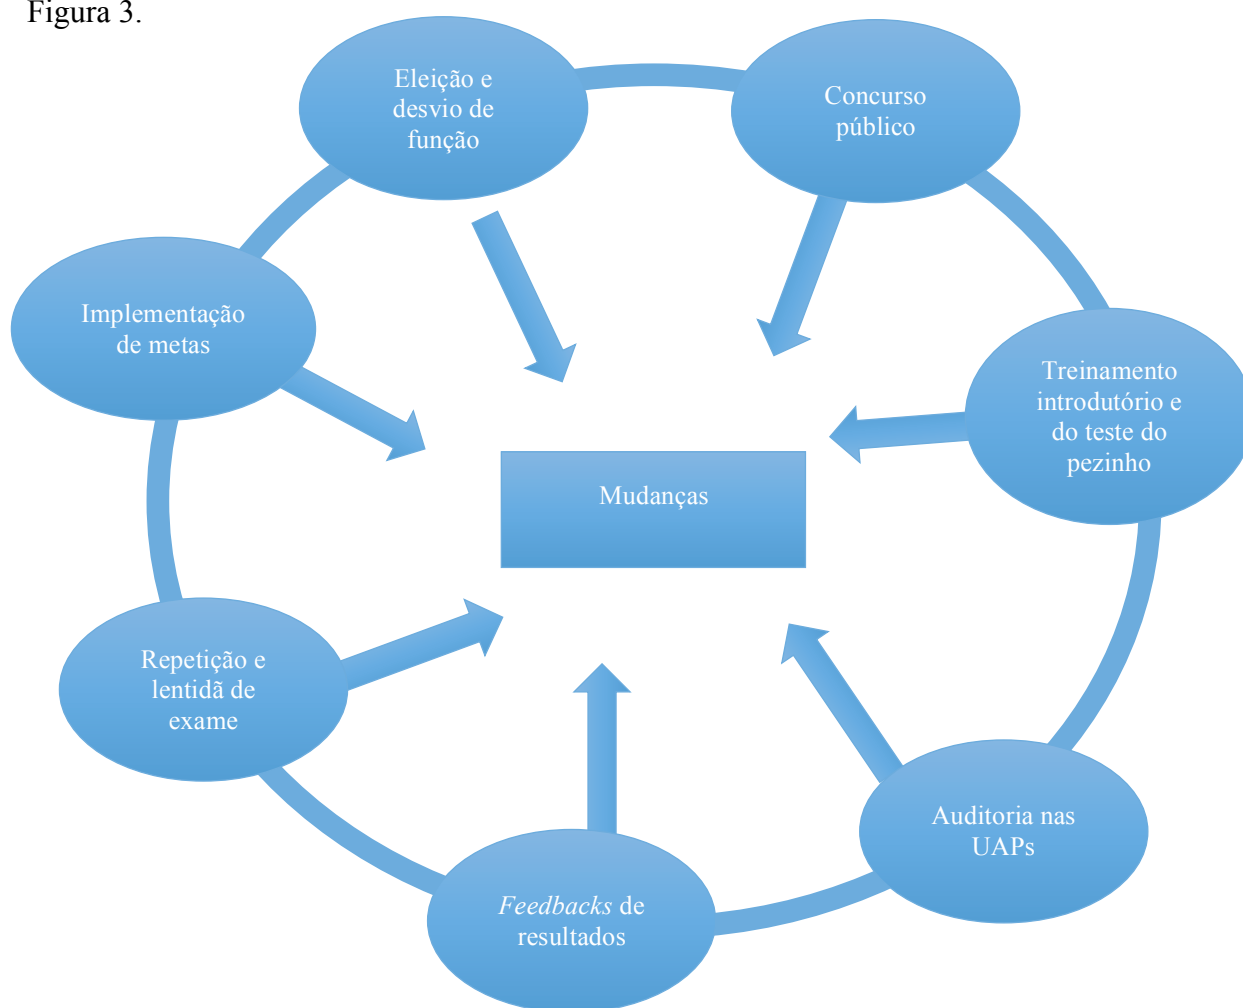 Figura 3.
Eleição e
desvio de
função
Concurso
público
Implementação
de metas
Treinamento
introdutório e
do teste do
pezinho
Mudanças
Repetição e
lentidã de
exame
Auditoria nas
UAPs
Feedbacks de
resultados